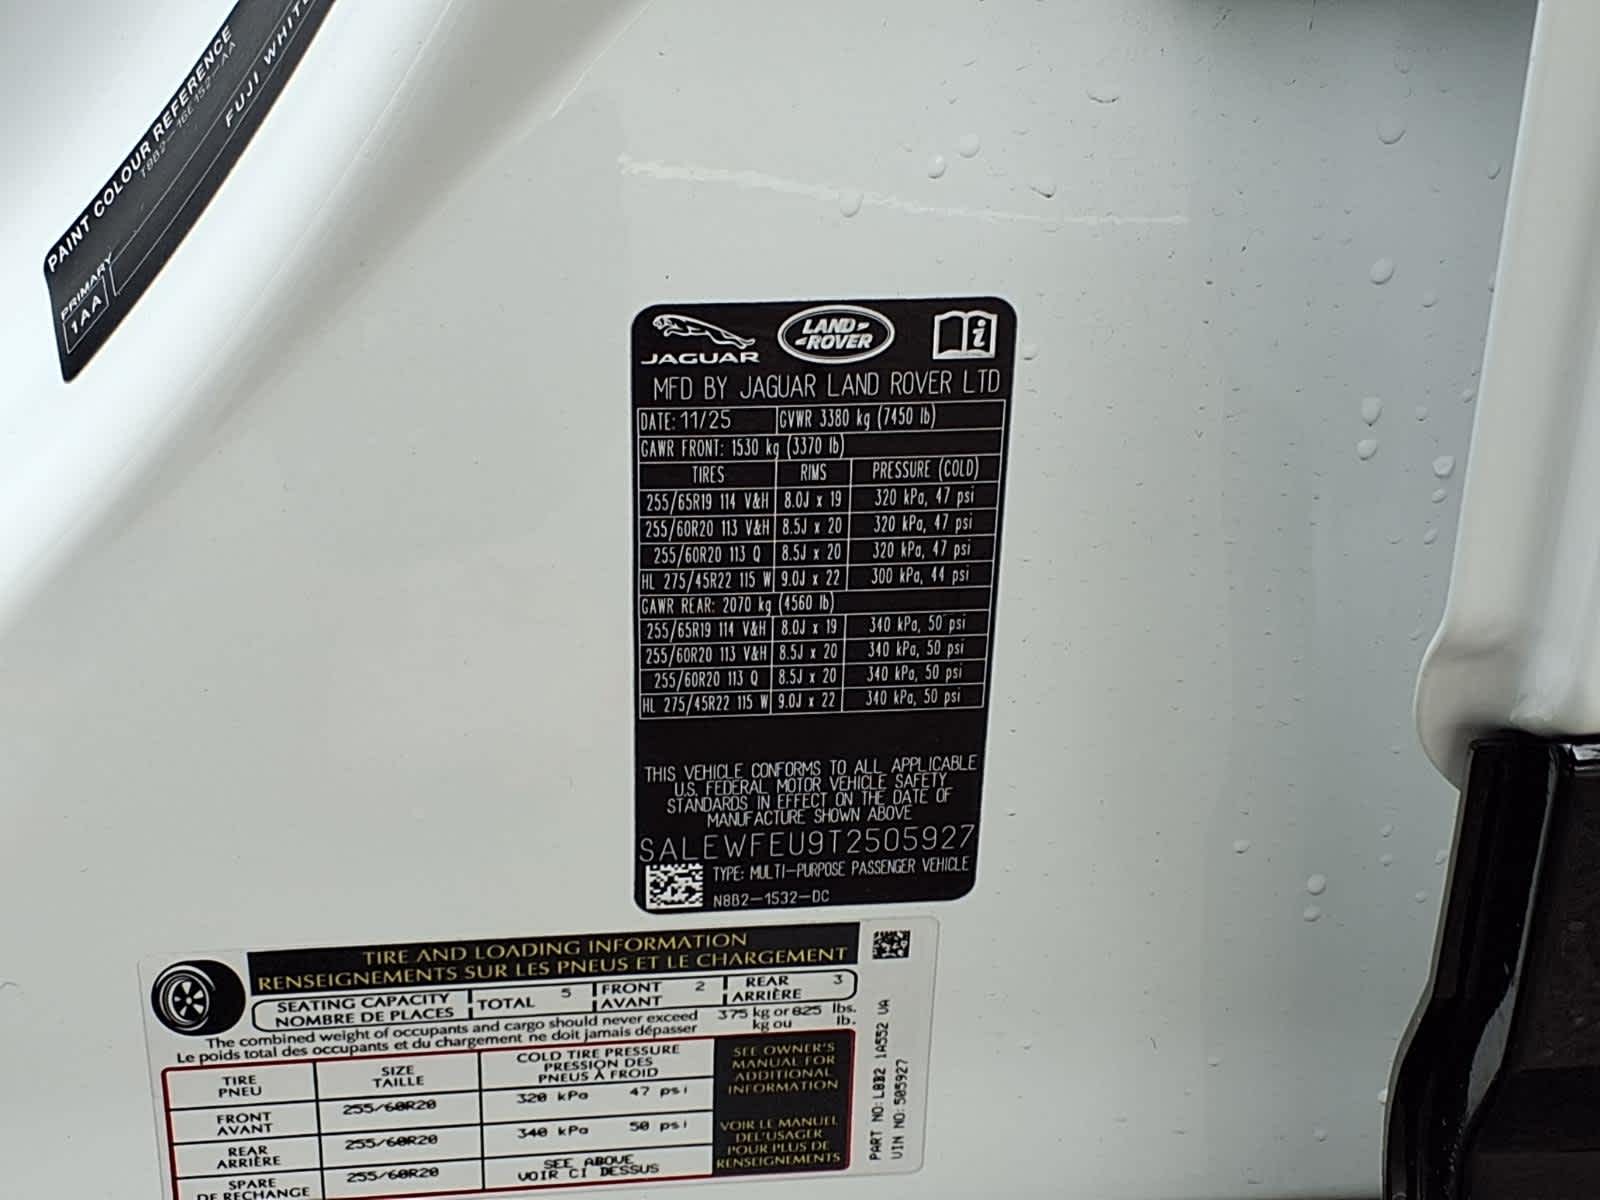 PAINT COLOUR REFERENCE
T8B2-16E152-AA
FUJI WHITE
PRIMARY
1AA
JAGUAR
LAND-
-ROVER
MFD BY JAGUAR LAND ROVER LTD
DATE: 11/25 GVWR 3380 kg (7450 lb)
GAWR FRONT: 1530 kg (3370 lb)
TIRES RIMS PRESSURE (COLD)
255/65R19 114 V&H 8.0J x 19 320 kPa, 47 psi
255/60R20 113 V&H 8.5J x 20 320 kPa, 47 psi
255/60R20 113 Q 8.5J x 20 320 kPa, 47 psi
HL 275/45R22 115 W 9.0J x 22 300 kPa, 44 psi
GAWR REAR: 2070 kg (4560 lb)
255/65R19 114 V&H 8.0J x 19 340 kPa, 50 psi
255/60R20 113 V&H 8.5J x 20 340 kPa, 50 psi
255/60R20 113 Q 8.5J x 20 340 kPa, 50 psi
HL 275/45R22 115 W 9.0J x 22 340 kPa, 50 psi
THIS VEHICLE CONFORMS TO ALL APPLICABLE
U.S. FEDERAL MOTOR VEHICLE SAFETY
STANDARDS IN EFFECT ON THE DATE OF
MANUFACTURE SHOWN ABOVE
SALEWFEU9T2505927
TYPE: MULTI-PURPOSE PASSENGER VEHICLE
N8B2-1532-DC
TIRE AND LOADING INFORMATION
RENSEIGNEMENTS SUR LES PNEUS ET LE CHARGEMENT
SEATING CAPACITY TOTAL 5 FRONT 2 REAR 3
NOMBRE DE PLACES AVANT ARRIÈRE
The combined weight of occupants and cargo should never exceed 375 kg or 825 lbs.
Le poids total des occupants et du chargement ne doit jamais dépasser kg ou lb.
TIRE SIZE COLD TIRE PRESSURE
PNEU TAILLE PRESSION DES
PNEUS À FROID
FRONT 255/60R20 320 kPa 47 psi
AVANT
REAR 255/60R20 340 kPa 50 psi
ARRIÈRE
SPARE 255/60R20 SEE ABOVE
DE RECHANGE VOIR CI DESSUS
SEE OWNER'S
MANUAL FOR
ADDITIONAL
INFORMATION
VOIR LE MANUEL
DE L'USAGER
POUR PLUS DE
RENSEIGNEMENTS
PART NO: L8B2 1A552 VA
VIN NO: 505927